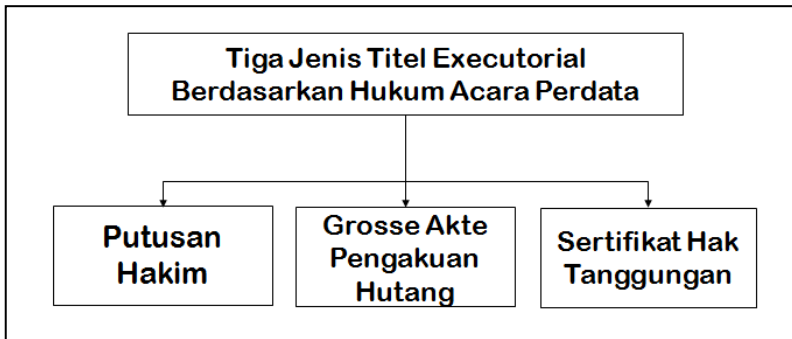 Tiga Jenis Titel Executorial
Berdasarkan Hukum Acara Perdata
Putusan
Hakim
Grosse Akte
Pengakuan
Hutang
Sertifikat Hak
Tanggungan